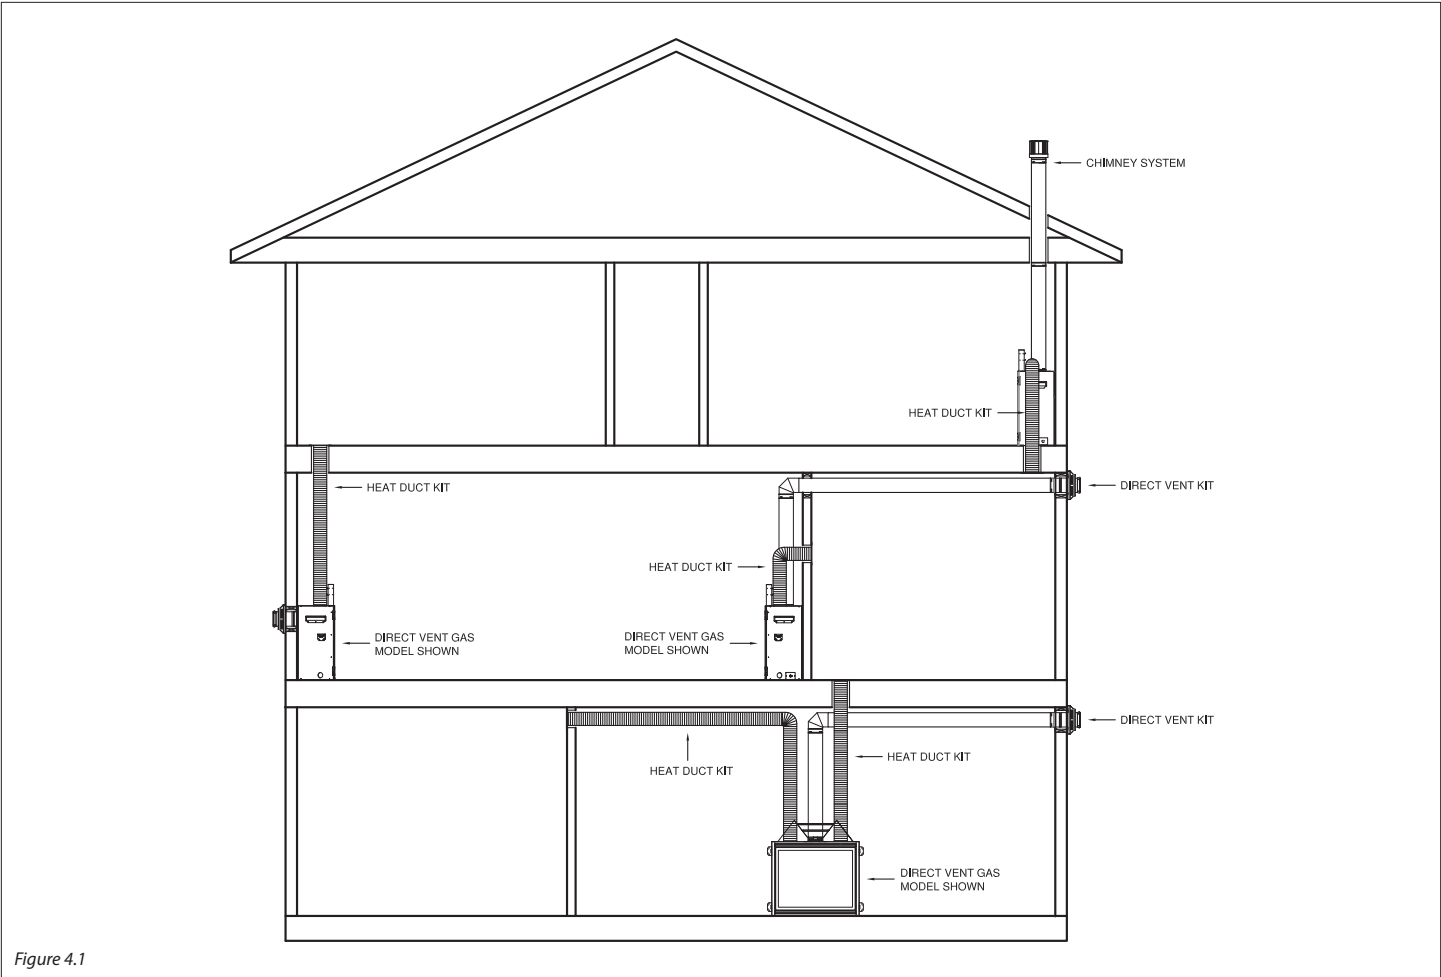 CHIMNEY SYSTEM
HEAT DUCT KIT
HEAT DUCT KIT
DIRECT VENT KIT
HEAT DUCT KIT
DIRECT VENT GAS
MODEL SHOWN
DIRECT VENT GAS
MODEL SHOWN
DIRECT VENT KIT
HEAT DUCT KIT
HEAT DUCT KIT
DIRECT VENT GAS
MODEL SHOWN
Figure 4.1